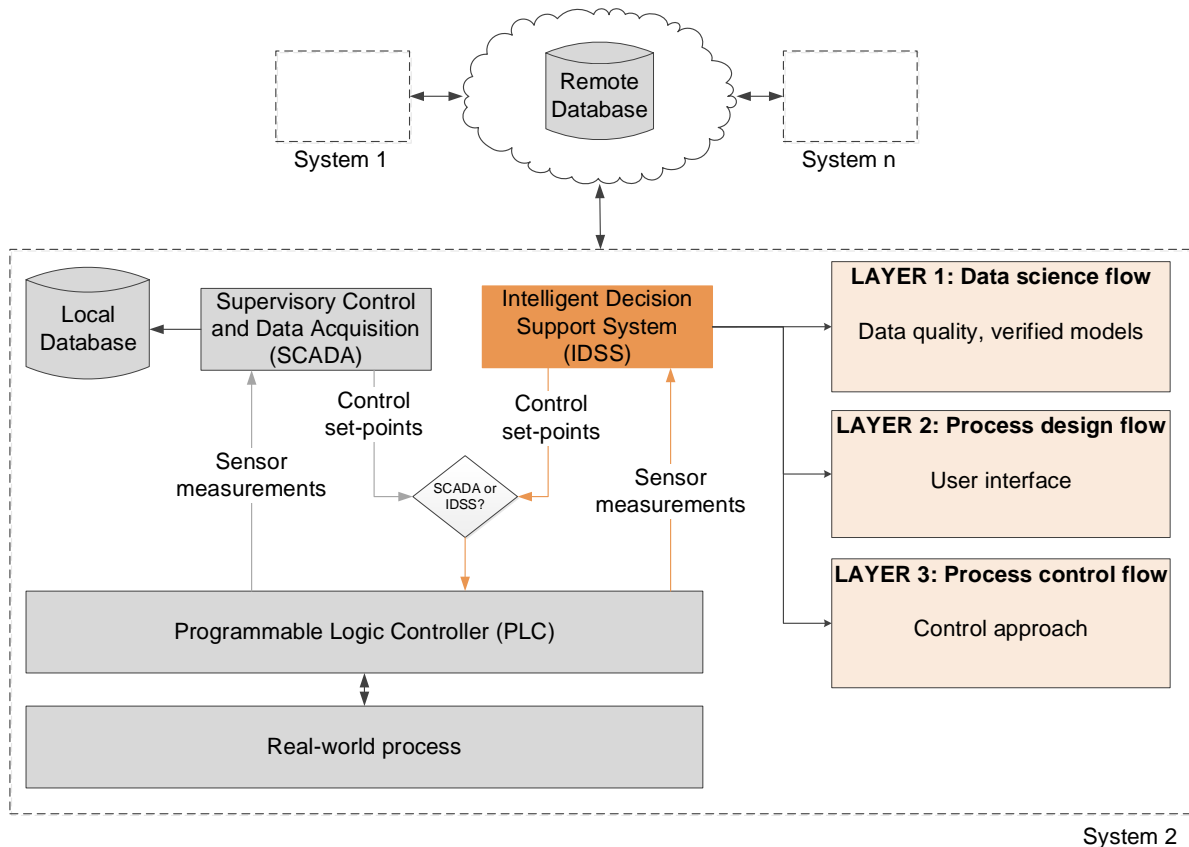 Remote
Database
System 1
System n
Local
Database
Supervisory Control
and Data Acquisition
(SCADA)
Intelligent Decision
Support System
(IDSS)
LAYER 1: Data science flow
Data quality, verified models
Control
set-points
Control
set-points
LAYER 2: Process design flow
User interface
Sensor
measurements
SCADA or
IDSS?
Sensor
measurements
LAYER 3: Process control flow
Control approach
Programmable Logic Controller (PLC)
Real-world process
System 2